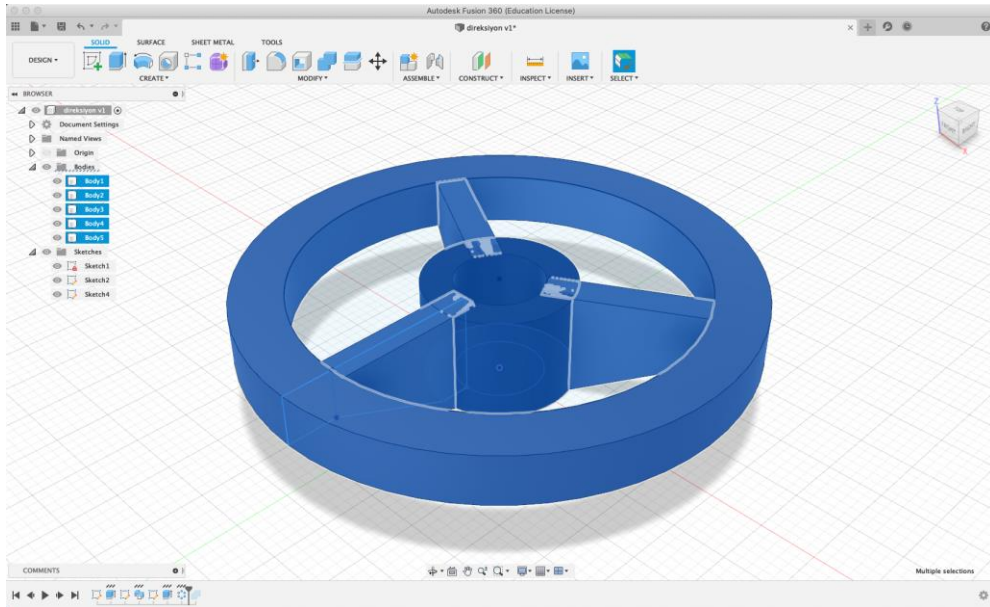 Autodesk Fusion 360 (Education License)
direksiyon v1*
SOLID SURFACE SHEET METAL TOOLS
DESIGN
CREATE MODIFY ASSEMBLE CONSTRUCT INSPECT INSERT SELECT
BROWSER
direksiyon v1
Document Settings
Named Views
Origin
Bodies
Body1
Body2
Body3
Body4
Body5
Sketches
Sketch1
Sketch2
Sketch4
Z
X
COMMENTS
Multiple selections